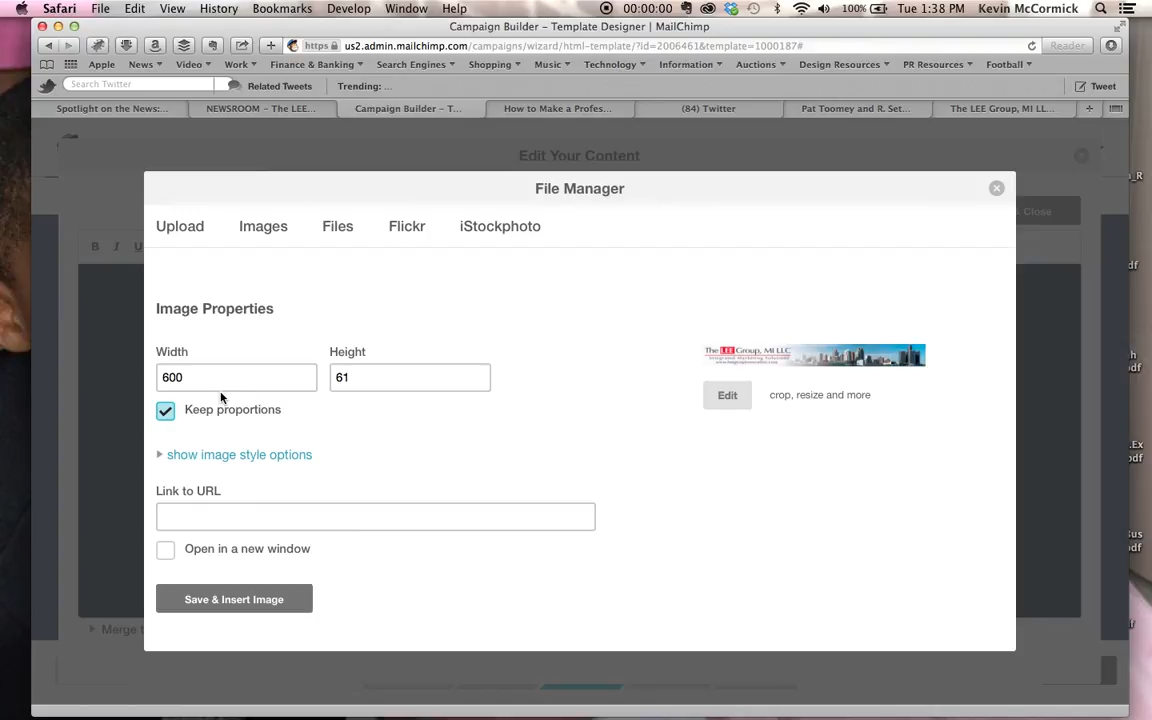 Safari File Edit View History Bookmarks Develop Window Help 00:00:00 100% Tue 1:38 PM Kevin McCormick
Campaign Builder – Template Designer | MailChimp
https us2.admin.mailchimp.com/campaigns/wizard/html-template/?id=2006461&template=1000187# Reader
Apple News Video Work Finance & Banking Search Engines Shopping Music Technology Information Auctions Design Resources PR Resources Football
Search Twitter Related Tweets Trending: ... Tweet
Spotlight on the News:... NEWSROOM – The LEE... Campaign Builder – T... How to Make a Profes... (84) Twitter Pat Toomey and R. Set... The LEE Group, MI LL...
Edit Your Content
File Manager
Upload Images Files Flickr iStockphoto
& Close
B I U
Image Properties
Width Height
600 61
The LEE Group, MI LLC
Keep proportions
Edit crop, resize and more
show image style options
Link to URL
Open in a new window
Save & Insert Image
Merge t